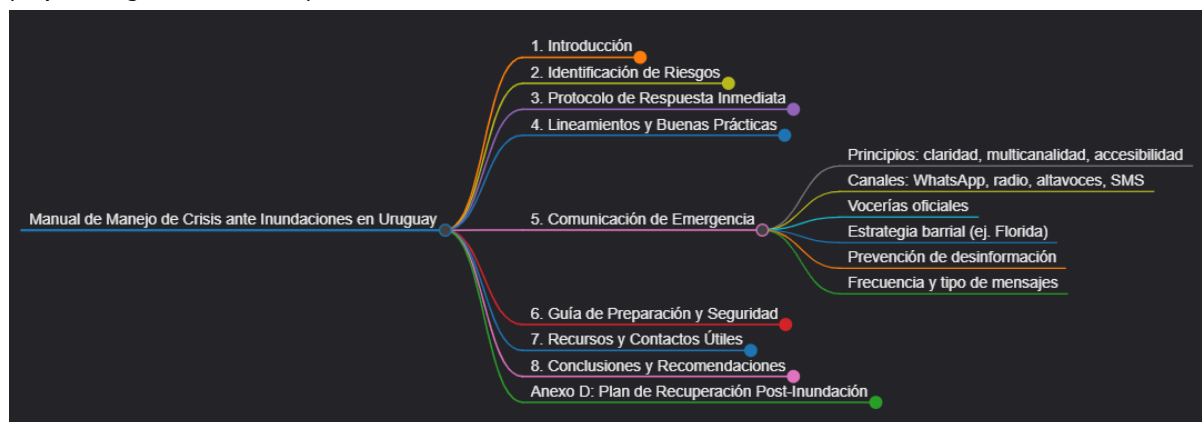 1. Introducción
2. Identificación de Riesgos
3. Protocolo de Respuesta Inmediata
4. Lineamientos y Buenas Prácticas
Manual de Manejo de Crisis ante Inundaciones en Uruguay
5. Comunicación de Emergencia
Principios: claridad, multicanalidad, accesibilidad
Canales: WhatsApp, radio, altavoces, SMS
Vocerías oficiales
Estrategia barrial (ej. Florida)
Prevención de desinformación
Frecuencia y tipo de mensajes
6. Guía de Preparación y Seguridad
7. Recursos y Contactos Útiles
8. Conclusiones y Recomendaciones
Anexo D: Plan de Recuperación Post-Inundación